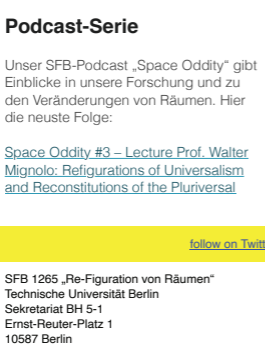 Podcast-Serie
Unser SFB-Podcast „Space Oddity“ gibt
Einblicke in unsere Forschung und zu
den Veränderungen von Räumen. Hier
die neuste Folge:
Space Oddity #3 – Lecture Prof. Walter
Mignolo: Refigurations of Universalism
and Reconstitutions of the Pluriversal
follow on Twitt
SFB 1265 „Re-Figuration von Räumen“
Technische Universität Berlin
Sekretariat BH 5-1
Ernst-Reuter-Platz 1
10587 Berlin